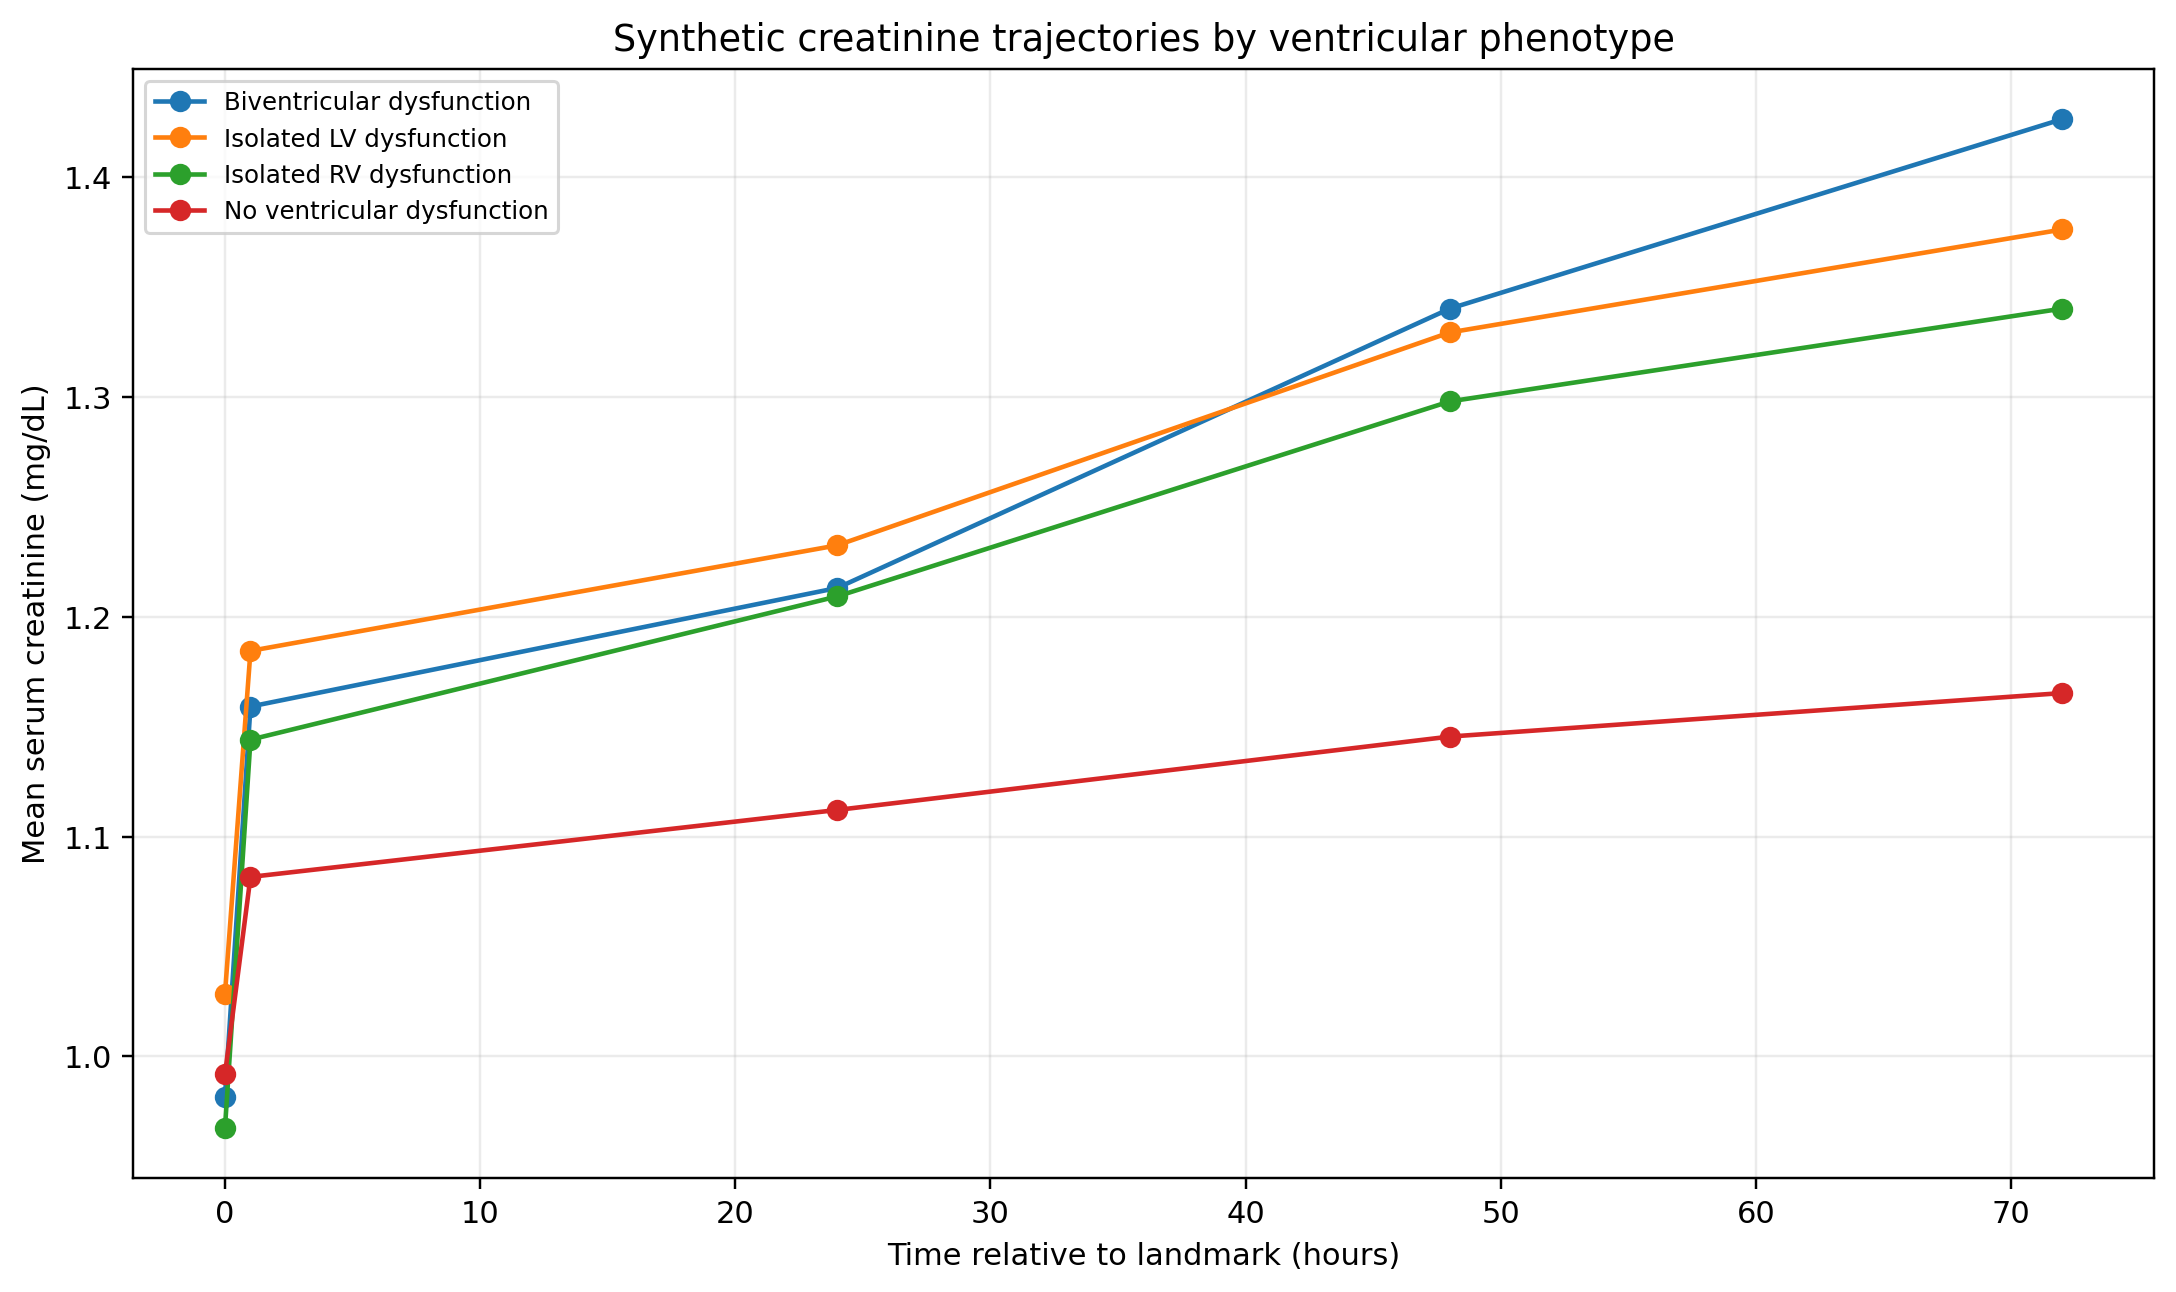 Synthetic creatinine trajectories by ventricular phenotype
Biventricular dysfunction
Isolated LV dysfunction
Isolated RV dysfunction
No ventricular dysfunction
1.4
1.3
1.2
1.1
1.0
Mean serum creatinine (mg/dL)
0 10 20 30 40 50 60 70
Time relative to landmark (hours)